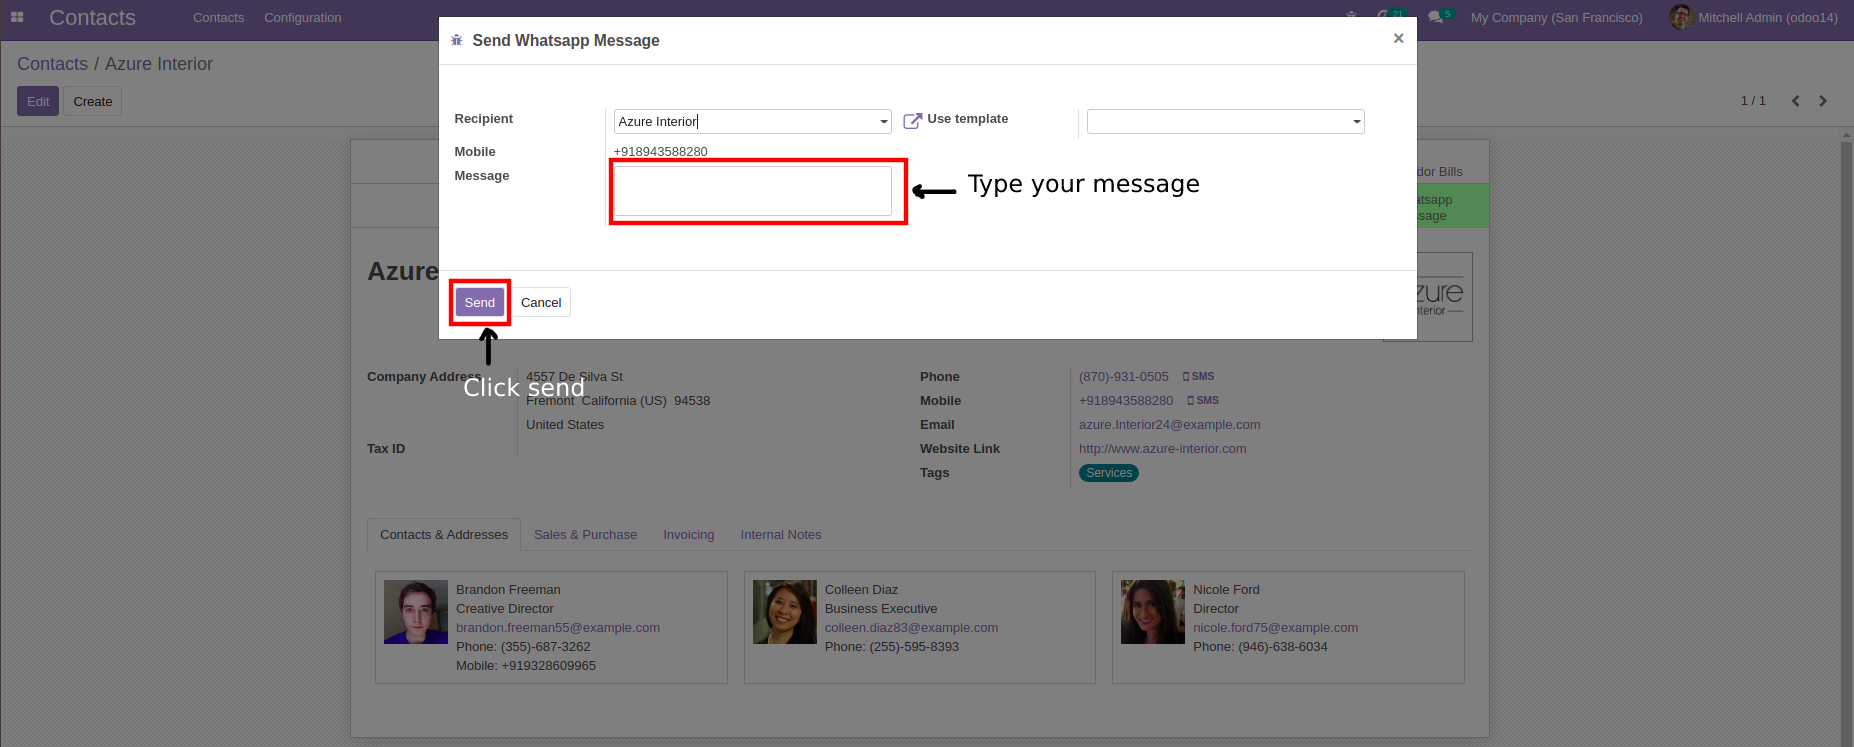 Contacts
Contacts
Configuration
21
5
My Company (San Francisco)
Mitchell Admin (odoo14)
Contacts / Azure Interior
Edit
Create
1 / 1
Send Whatsapp Message
×
Recipient
Azure Interior
Use template
Mobile
+918943588280
Message
Type your message
Send
Cancel
Click send
dor Bills
atsapp
ssage
Azure
zure
nterior
Company Address
4557 De Silva St
Fremont California (US) 94538
United States
Tax ID
Phone
(870)-931-0505
SMS
Mobile
+918943588280
SMS
Email
azure.Interior24@example.com
Website Link
http://www.azure-interior.com
Tags
Services
Contacts & Addresses
Sales & Purchase
Invoicing
Internal Notes
Brandon Freeman
Creative Director
brandon.freeman55@example.com
Phone: (355)-687-3262
Mobile: +919328609965
Colleen Diaz
Business Executive
colleen.diaz83@example.com
Phone: (255)-595-8393
Nicole Ford
Director
nicole.ford75@example.com
Phone: (946)-638-6034